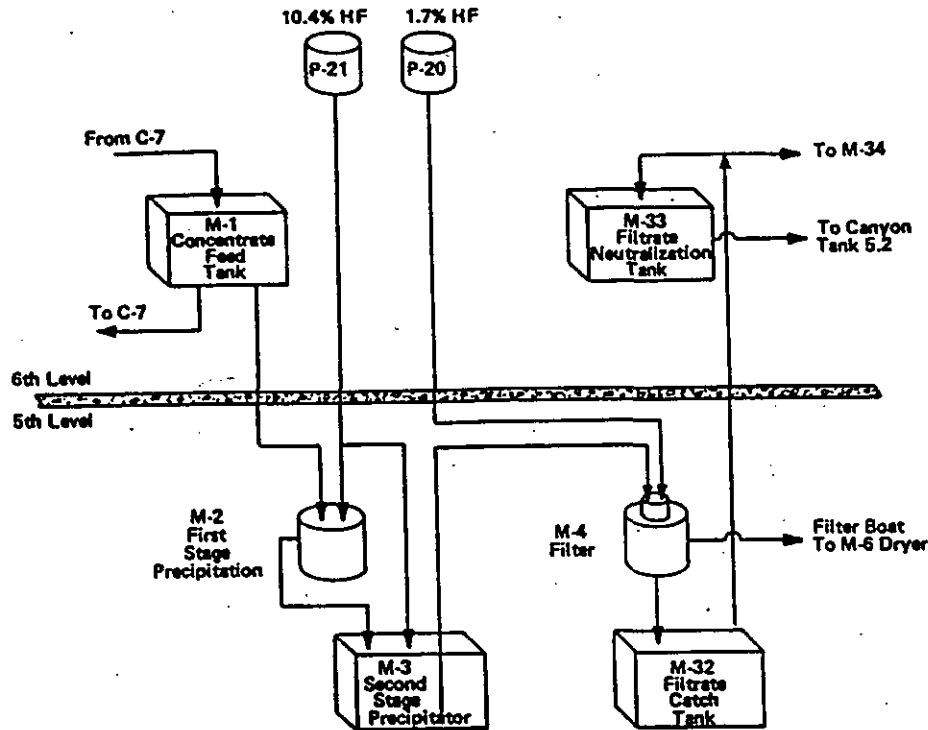 10.4% HF
1.7% HF
P-21
P-20
From C-7
To M-34
M-1
Concentrate
Feed
Tank
M-33
Filtrate
Neutralization
Tank
To Canyon
Tank 5.2
To C-7
6th Level
5th Level
M-2
First
Stage
Precipitation
M-4
Filter
Filter Boat
To M-6 Dryer
M-3
Second
Stage
Precipitator
M-32
Filtrate
Catch
Tank